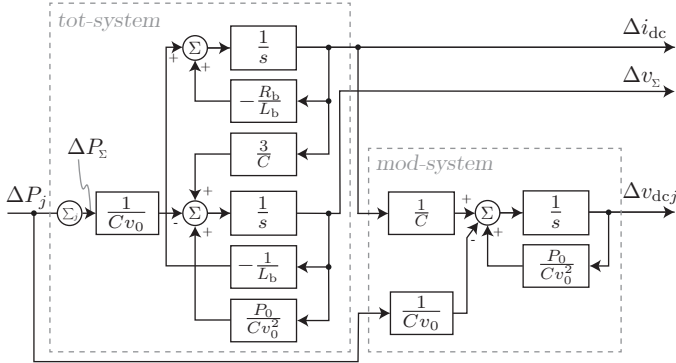 tot-system
Δi_dc
Σ
1/s
+
+
Δv_Σ
−R_b/L_b
3/C
ΔP_Σ
mod-system
ΔP_j
Σ_j
1/(Cv_0)
-
+
Σ
+
1/s
1/C
+
Σ
-
+
1/s
Δv_dcj
−1/L_b
P_0/(Cv_0^2)
P_0/(Cv_0^2)
1/(Cv_0)